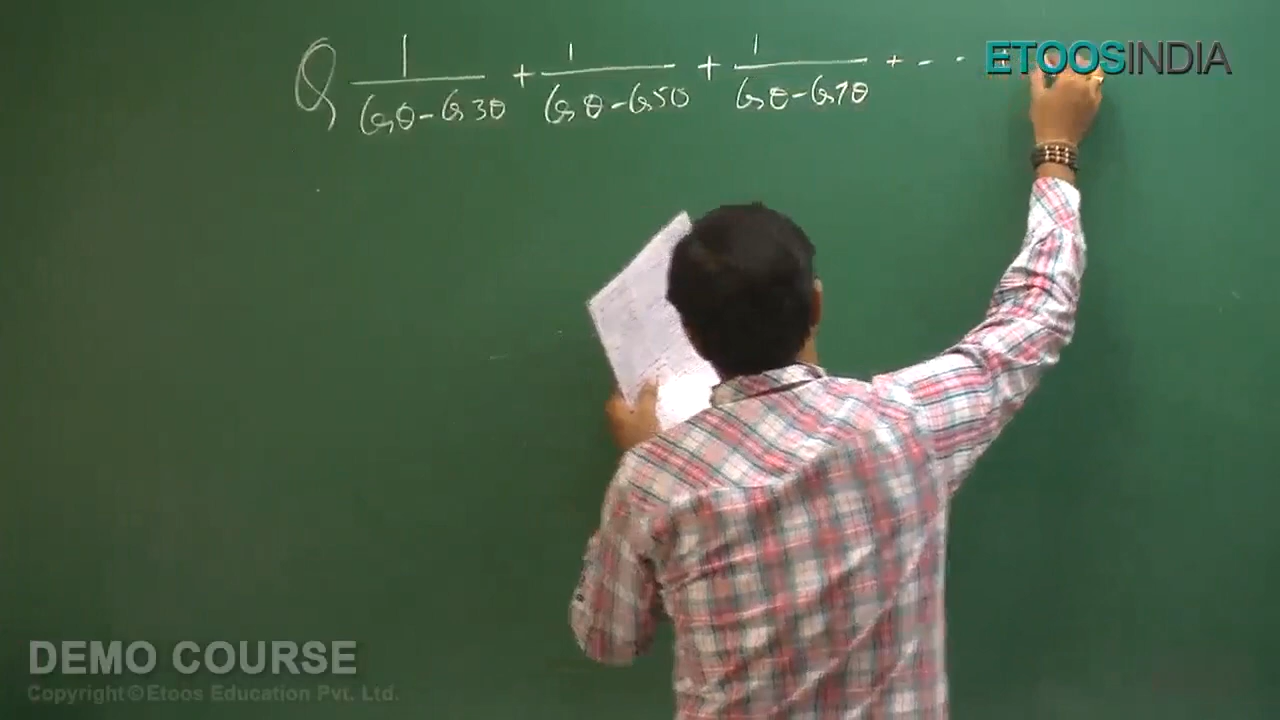 Q 1/(cosθ - cos3θ) + 1/(cosθ - cos5θ) + 1/(cosθ - cos7θ) + - -
ETOOSINDIA
DEMO COURSE
Copyright©Etoos Education Pvt. Ltd.